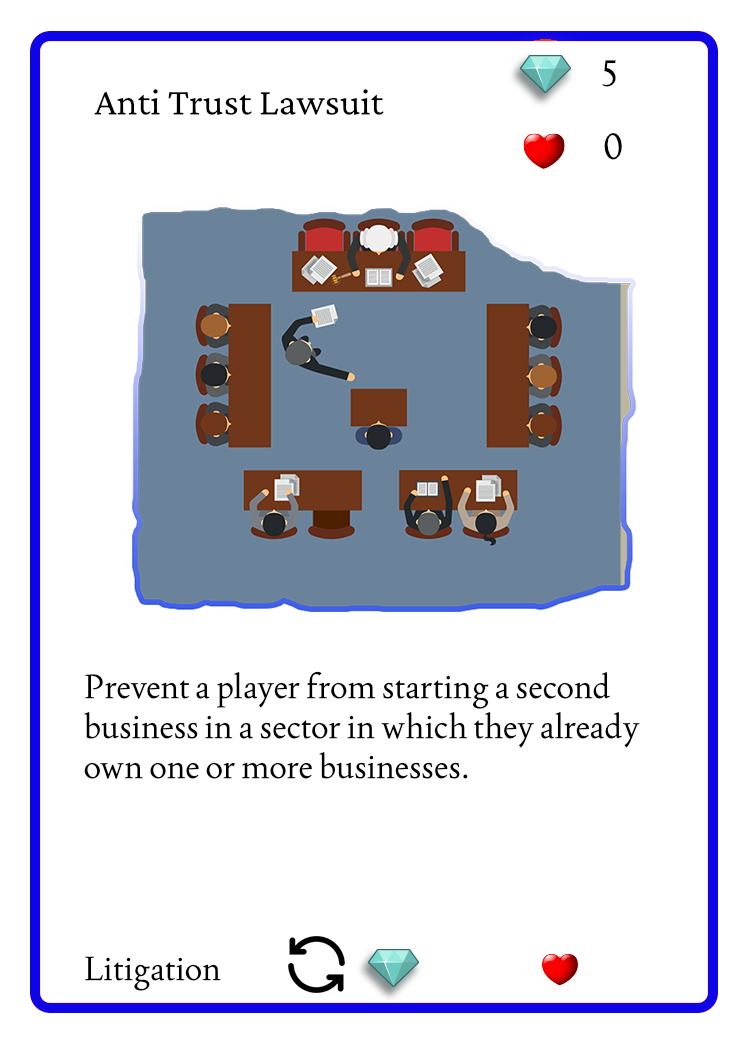 5
Anti Trust Lawsuit
0
Prevent a player from starting a second
business in a sector in which they already
own one or more businesses.
Litigation